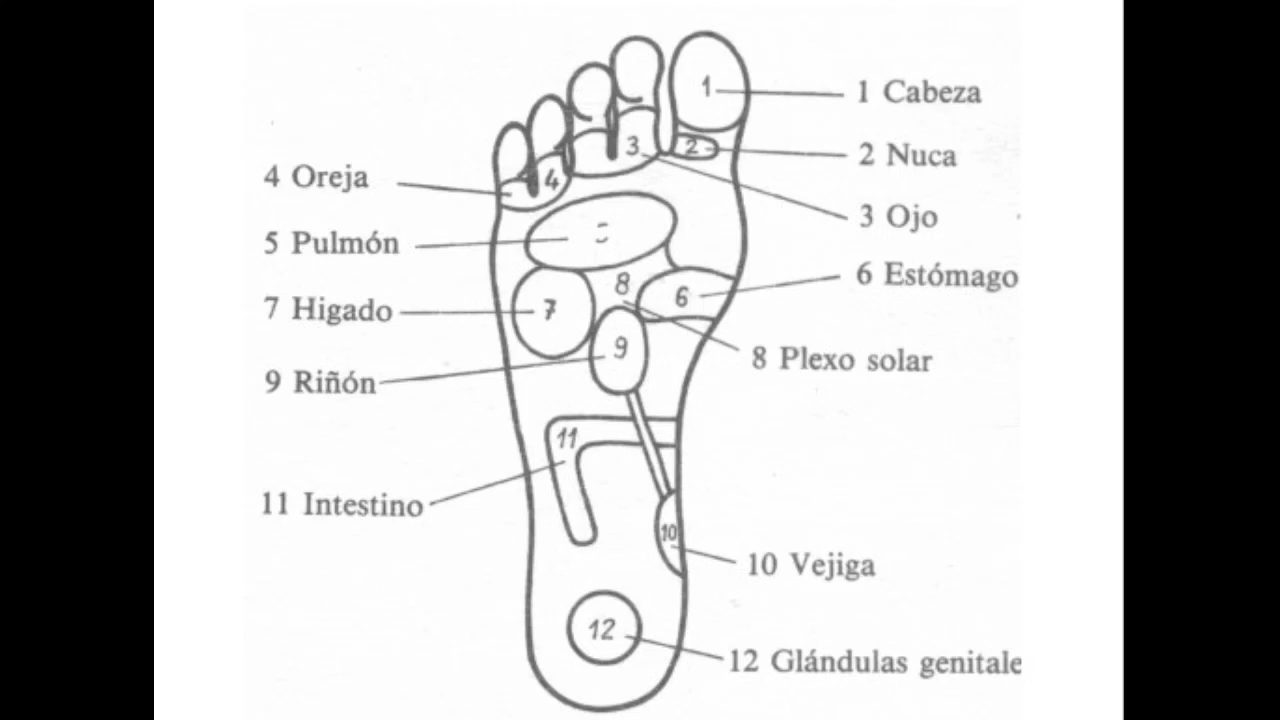 1 Cabeza
2 Nuca
3 Ojo
4 Oreja
5 Pulmón
6 Estómago
7 Higado
8 Plexo solar
9 Riñón
10 Vejiga
11 Intestino
12 Glándulas genitale
1
2
3
4
6
7
8
9
10
11
12